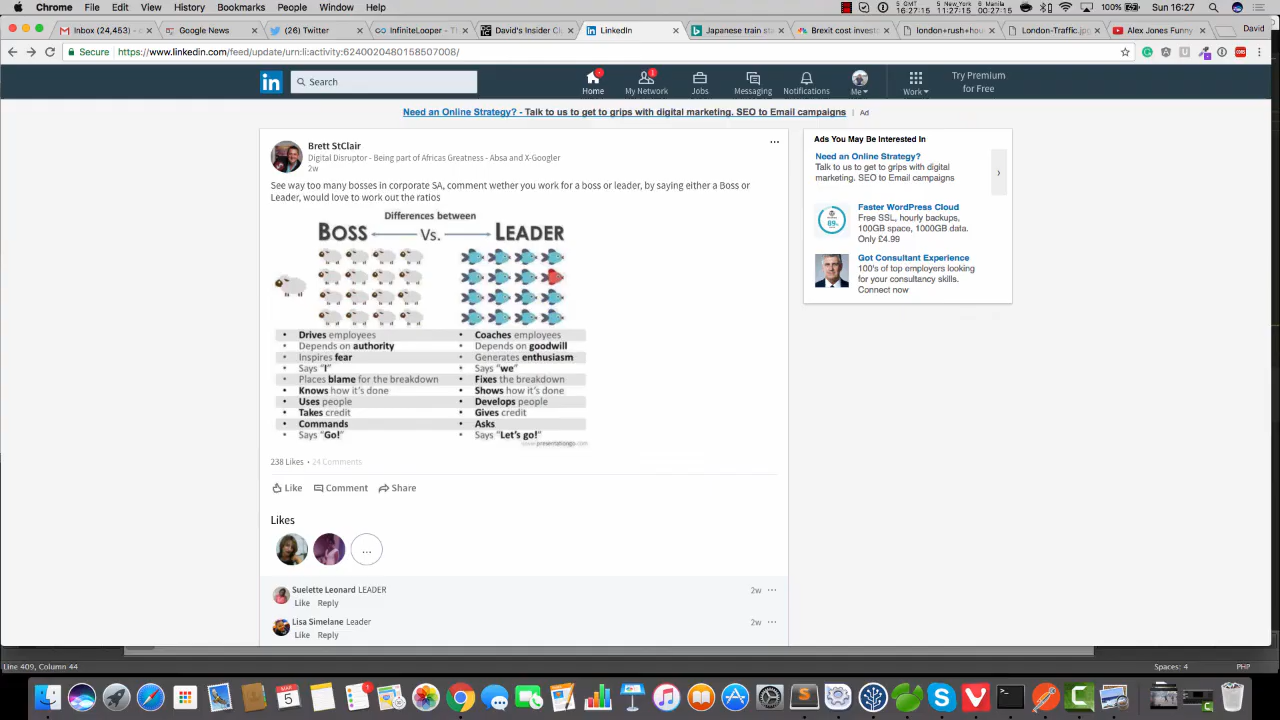 Chrome File Edit View History Bookmarks People Window Help
100% Sun 16:27
Inbox (24,453)
Google News
(26) Twitter
InfiniteLooper
David's Insider
LinkedIn
Japanese train
Brexit cost
london+rush+
London-Traffic.jpg
Alex Jones Funny
David
Secure https://www.linkedin.com/feed/update/urn:li:activity:6240020480158507008/
in Search
Home
My Network
Jobs
Messaging
Notifications
Me
Work
Try Premium
for Free
Need an Online Strategy? - Talk to us to get to grips with digital marketing. SEO to Email campaigns | Ad
Brett StClair
Digital Disruptor - Being part of Africas Greatness - Absa and X-Googler
2w
See way too many bosses in corporate SA, comment wether you work for a boss or leader, by saying either a Boss or
Leader, would love to work out the ratios
Differences between
BOSS Vs. LEADER
• Drives employees • Coaches employees
• Depends on authority • Depends on goodwill
• Inspires fear • Generates enthusiasm
• Says "I" • Says "we"
• Places blame for the breakdown • Fixes the breakdown
• Knows how it's done • Shows how it's done
• Uses people • Develops people
• Takes credit • Gives credit
• Commands • Asks
• Says "Go!" • Says "Let's go!"
www.presentationgo.com
238 Likes • 24 Comments
Like Comment Share
Likes
...
Suelette Leonard LEADER 2w
Like Reply
Lisa Simelane Leader 2w
Like Reply
Ads You May Be Interested In
Need an Online Strategy?
Talk to us to get to grips with digital
marketing. SEO to Email campaigns
Faster WordPress Cloud
Free SSL, hourly backups,
100GB space, 1000GB data.
Only £4.99
Got Consultant Experience
100's of top employers looking
for your consultancy skills.
Connect now
Line 409, Column 44
Spaces: 4
PHP